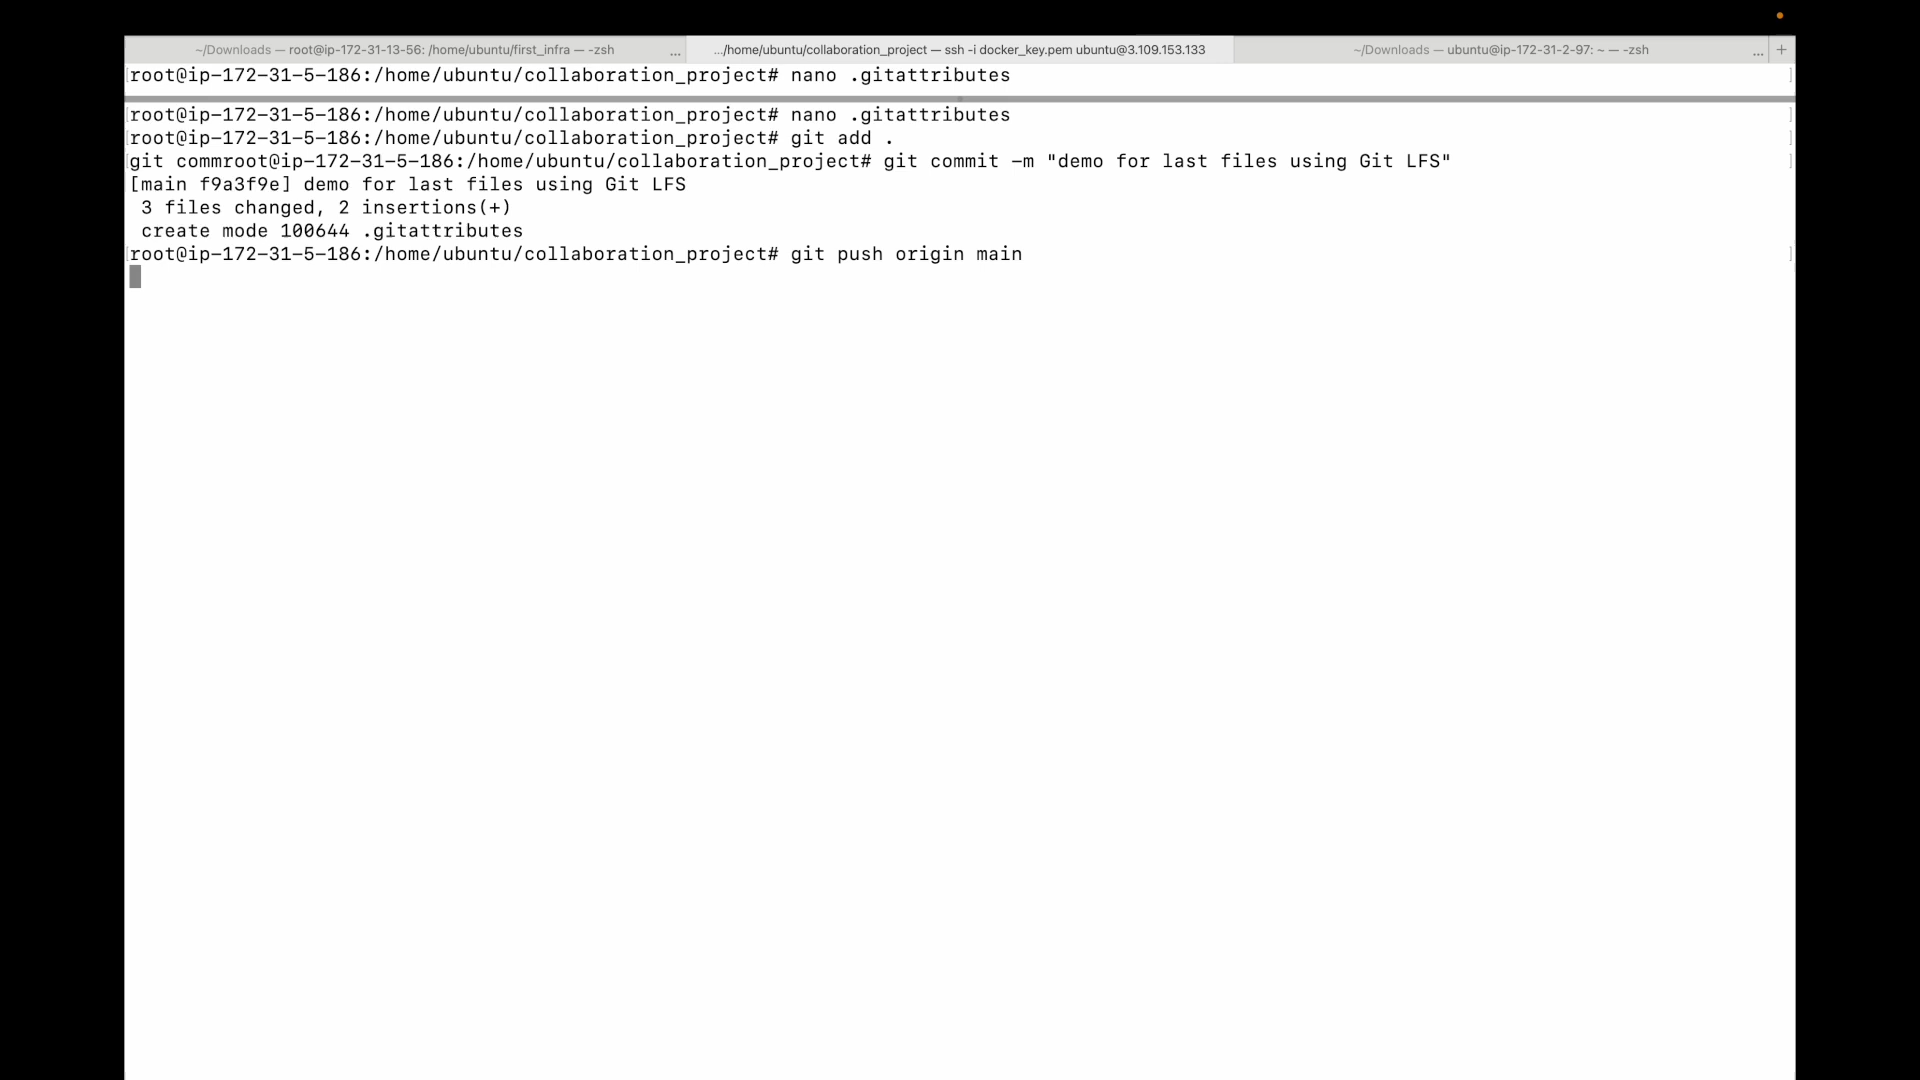 ~/Downloads — root@ip-172-31-13-56: /home/ubuntu/first_infra — -zsh ... .../home/ubuntu/collaboration_project — ssh -i docker_key.pem ubuntu@3.109.153.133 ~/Downloads — ubuntu@ip-172-31-2-97: ~ — -zsh ... +
[root@ip-172-31-5-186:/home/ubuntu/collaboration_project# nano .gitattributes ]
[root@ip-172-31-5-186:/home/ubuntu/collaboration_project# nano .gitattributes ]
[root@ip-172-31-5-186:/home/ubuntu/collaboration_project# git add . ]
git commroot@ip-172-31-5-186:/home/ubuntu/collaboration_project# git commit -m "demo for last files using Git LFS" ]
[main f9a3f9e] demo for last files using Git LFS
 3 files changed, 2 insertions(+)
 create mode 100644 .gitattributes
[root@ip-172-31-5-186:/home/ubuntu/collaboration_project# git push origin main ]